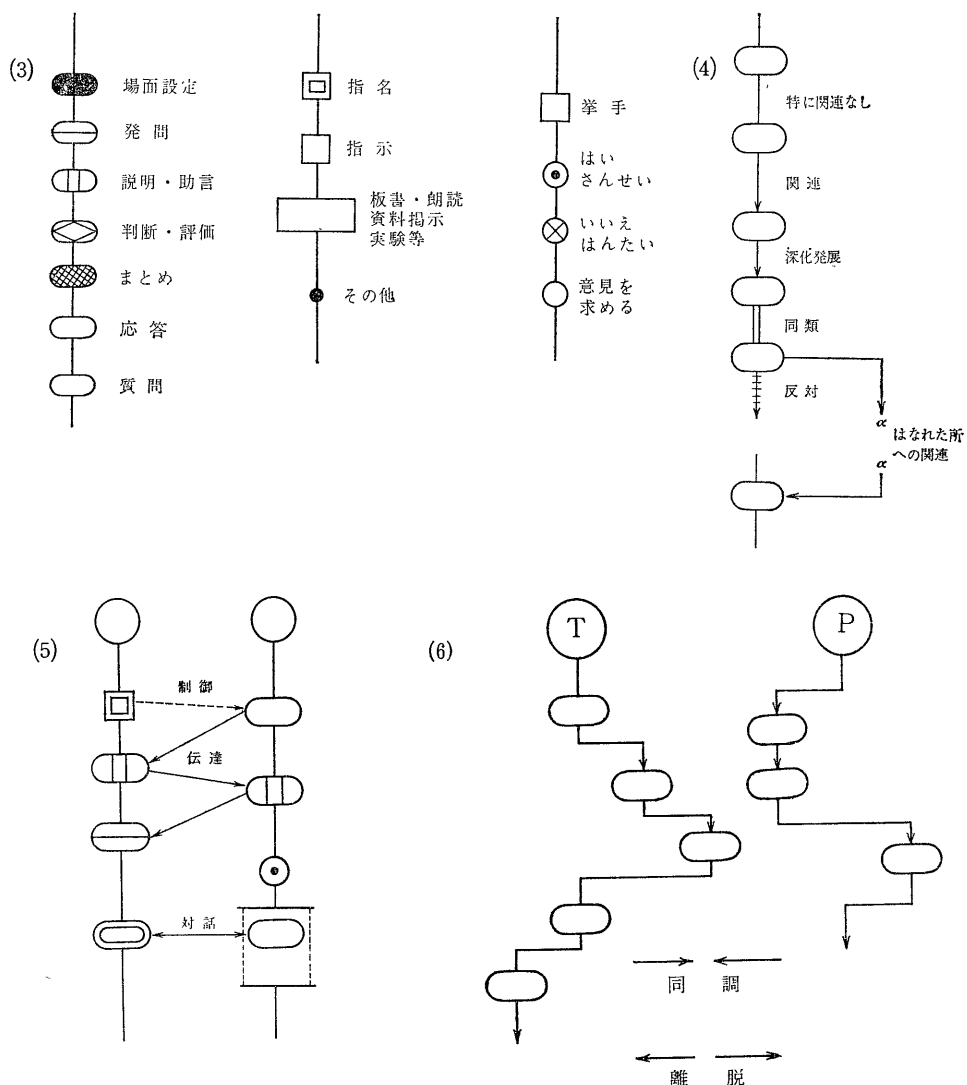 (3)
場面設定
発問
説明・助言
判断・評価
まとめ
応答
質問
指名
指示
板書・朗読
資料掲示
実験等
その他
挙手
はい
さんせい
いいえ
はんたい
意見を
求める
(4)
特に関連なし
関連
深化発展
同類
反対
α
はなれた所
への関連
α
(5)
制御
伝達
対話
(6)
T
P
同調
離脱